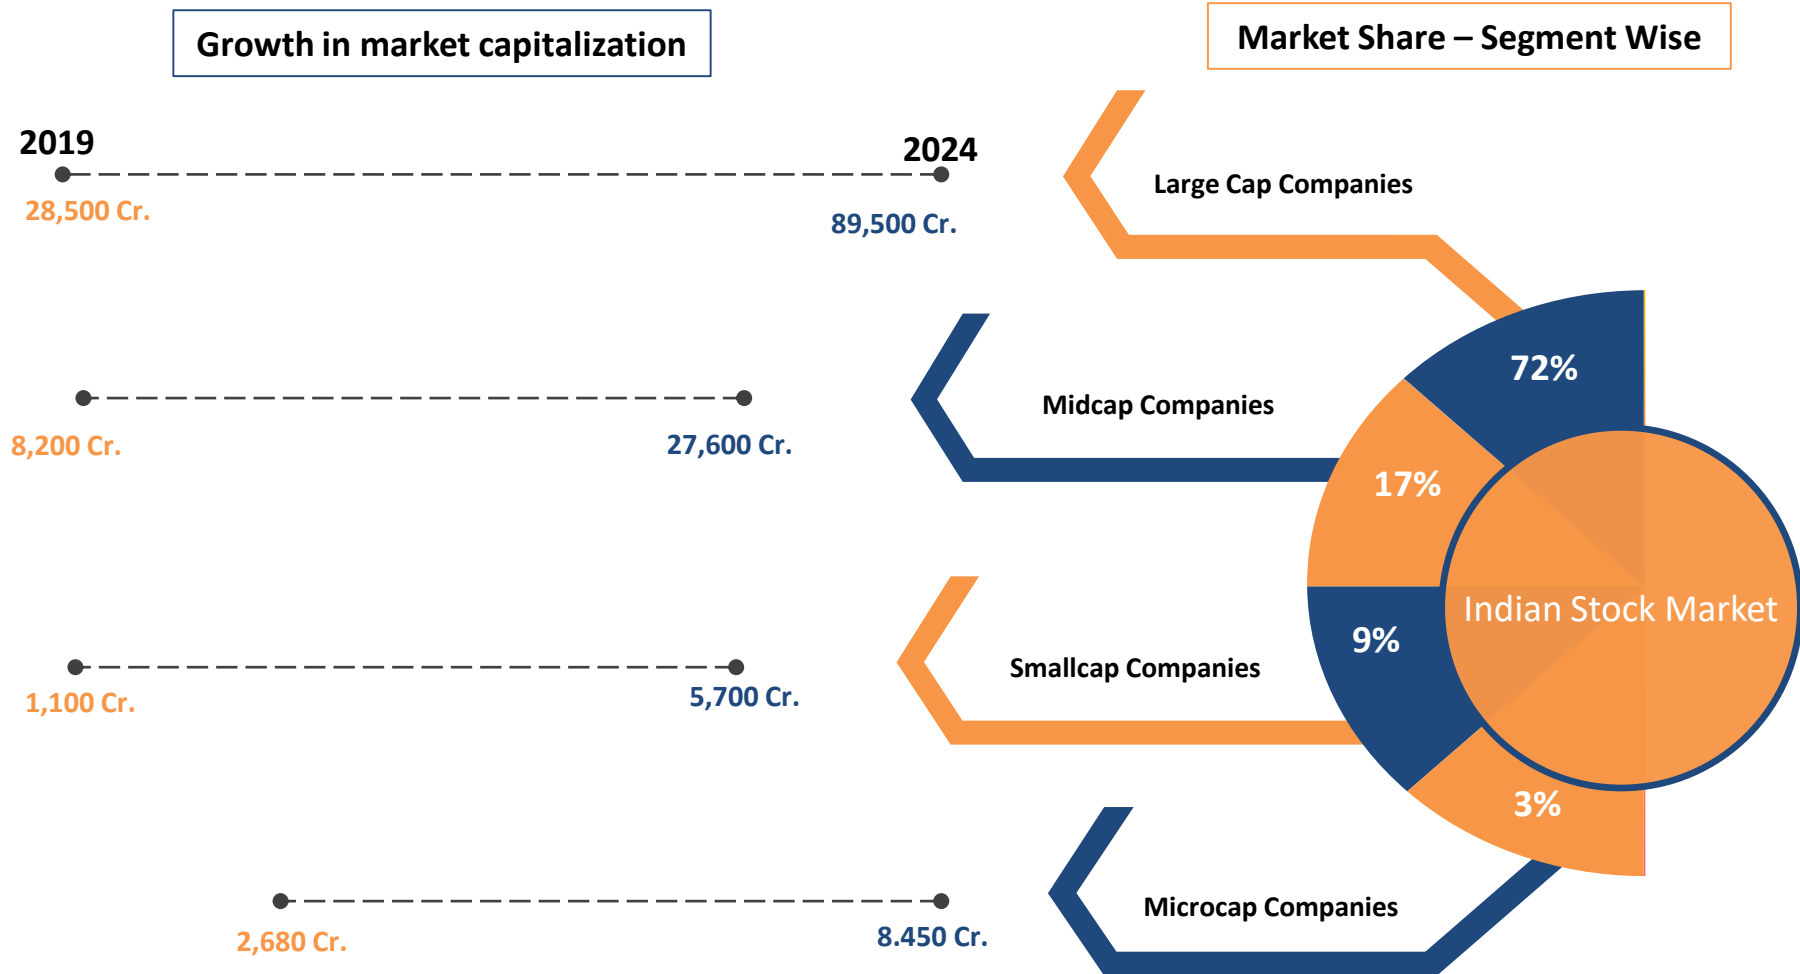 Growth in market capitalization
Market Share – Segment Wise
2019
2024
28,500 Cr.
89,500 Cr.
Large Cap Companies
72%
8,200 Cr.
27,600 Cr.
Midcap Companies
17%
Indian Stock Market
1,100 Cr.
5,700 Cr.
Smallcap Companies
9%
2,680 Cr.
8.450 Cr.
Microcap Companies
3%